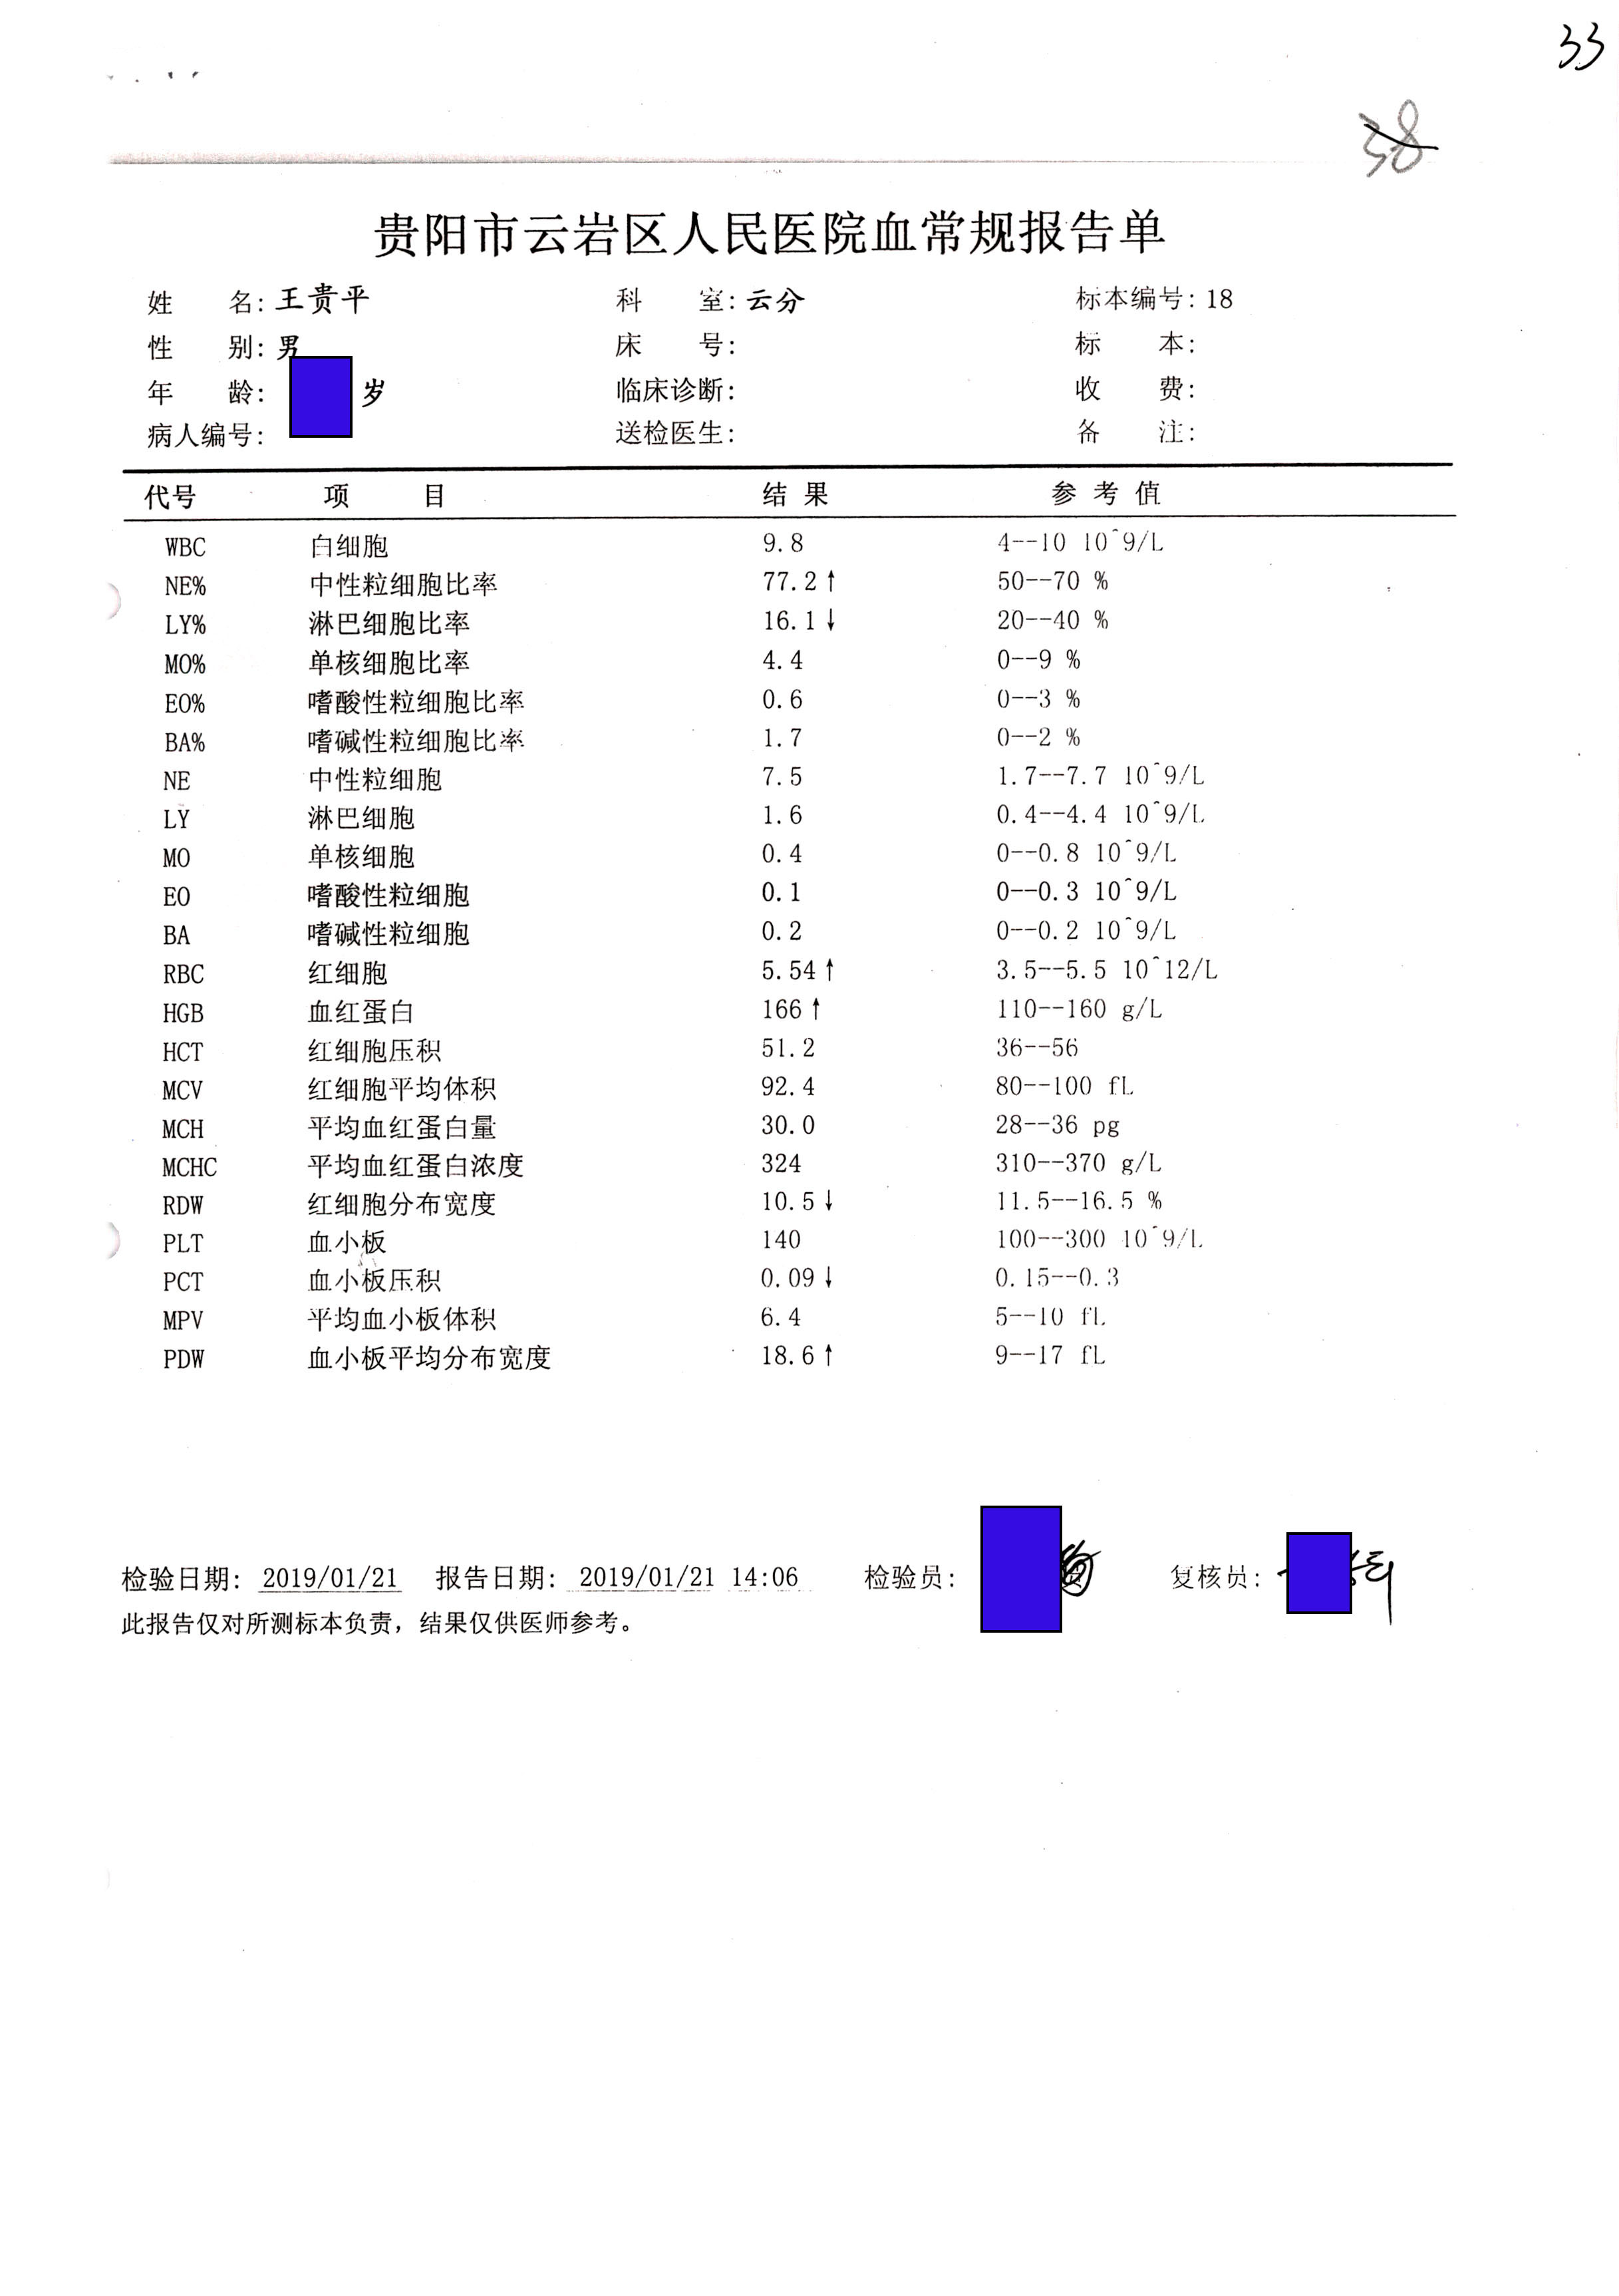 33
38
贵阳市云岩区人民医院血常规报告单
姓 名: 王贵平 科 室: 云分 标本编号: 18
性 别: 男 床 号: 标 本:
年 龄: 岁 临床诊断: 收 费:
病人编号: 送检医生: 备 注:
代号 项 目 结 果 参 考 值
WBC 白细胞 9.8 4--10 10^9/L
NE% 中性粒细胞比率 77.2↑ 50--70 %
LY% 淋巴细胞比率 16.1↓ 20--40 %
MO% 单核细胞比率 4.4 0--9 %
EO% 嗜酸性粒细胞比率 0.6 0--3 %
BA% 嗜碱性粒细胞比率 1.7 0--2 %
NE 中性粒细胞 7.5 1.7--7.7 10^9/L
LY 淋巴细胞 1.6 0.4--4.4 10^9/L
MO 单核细胞 0.4 0--0.8 10^9/L
EO 嗜酸性粒细胞 0.1 0--0.3 10^9/L
BA 嗜碱性粒细胞 0.2 0--0.2 10^9/L
RBC 红细胞 5.54↑ 3.5--5.5 10^12/L
HGB 血红蛋白 166↑ 110--160 g/L
HCT 红细胞压积 51.2 36--56
MCV 红细胞平均体积 92.4 80--100 fL
MCH 平均血红蛋白量 30.0 28--36 pg
MCHC 平均血红蛋白浓度 324 310--370 g/L
RDW 红细胞分布宽度 10.5↓ 11.5--16.5 %
PLT 血小板 140 100--300 10^9/L
PCT 血小板压积 0.09↓ 0.15--0.3
MPV 平均血小板体积 6.4 5--10 fL
PDW 血小板平均分布宽度 18.6↑ 9--17 fL
检验日期: 2019/01/21 报告日期: 2019/01/21 14:06 检验员: 复核员:
此报告仅对所测标本负责，结果仅供医师参考。